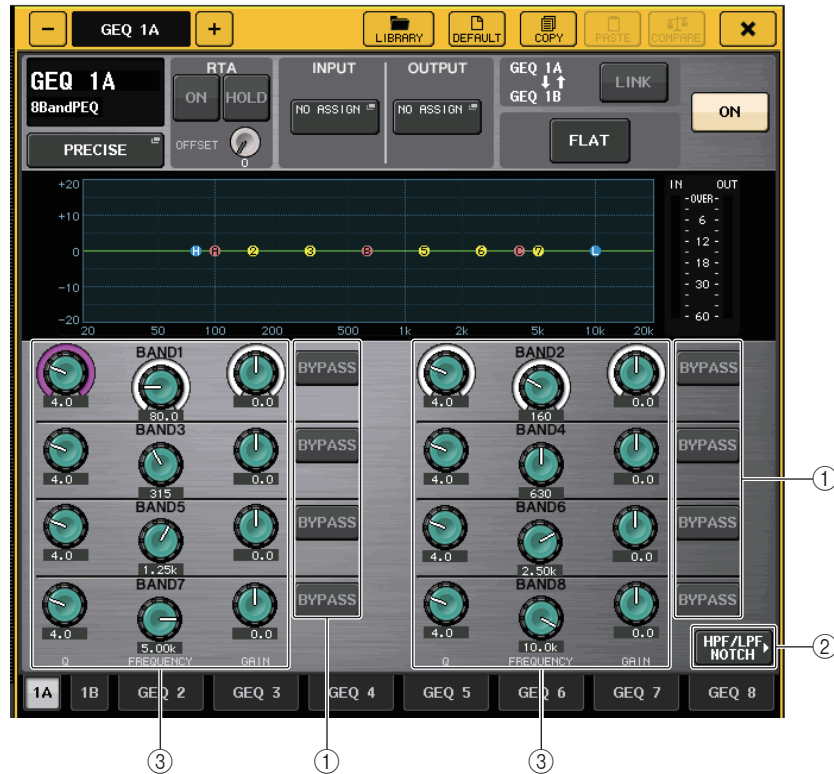 − GEQ 1A + LIBRARY DEFAULT COPY PASTE COMPARE ×
GEQ 1A
8BandPEQ
PRECISE
RTA
ON HOLD
OFFSET
0
INPUT
NO ASSIGN
OUTPUT
NO ASSIGN
GEQ 1A
↓↑
GEQ 1B
LINK
FLAT
ON
+20
+10
0
−10
−20
H A 2 3 B 5 6 C 7 L
20 50 100 200 500 1k 2k 5k 10k 20k
IN OUT
-OVER-
- 6 -
- 12 -
- 18 -
- 30 -
- 60 -
BAND1
4.0 80.0 0.0
BYPASS
BAND2
4.0 160 0.0
BYPASS
BAND3
4.0 315 0.0
BYPASS
BAND4
4.0 630 0.0
BYPASS
BAND5
4.0 1.25k 0.0
BYPASS
BAND6
4.0 2.50k 0.0
BYPASS
BAND7
4.0 5.00k 0.0
BYPASS
BAND8
4.0 10.0k 0.0
BYPASS
Q FREQUENCY GAIN
Q FREQUENCY GAIN
HPF/LPF
NOTCH
1A 1B GEQ 2 GEQ 3 GEQ 4 GEQ 5 GEQ 6 GEQ 7 GEQ 8
①
②
③ ① ③